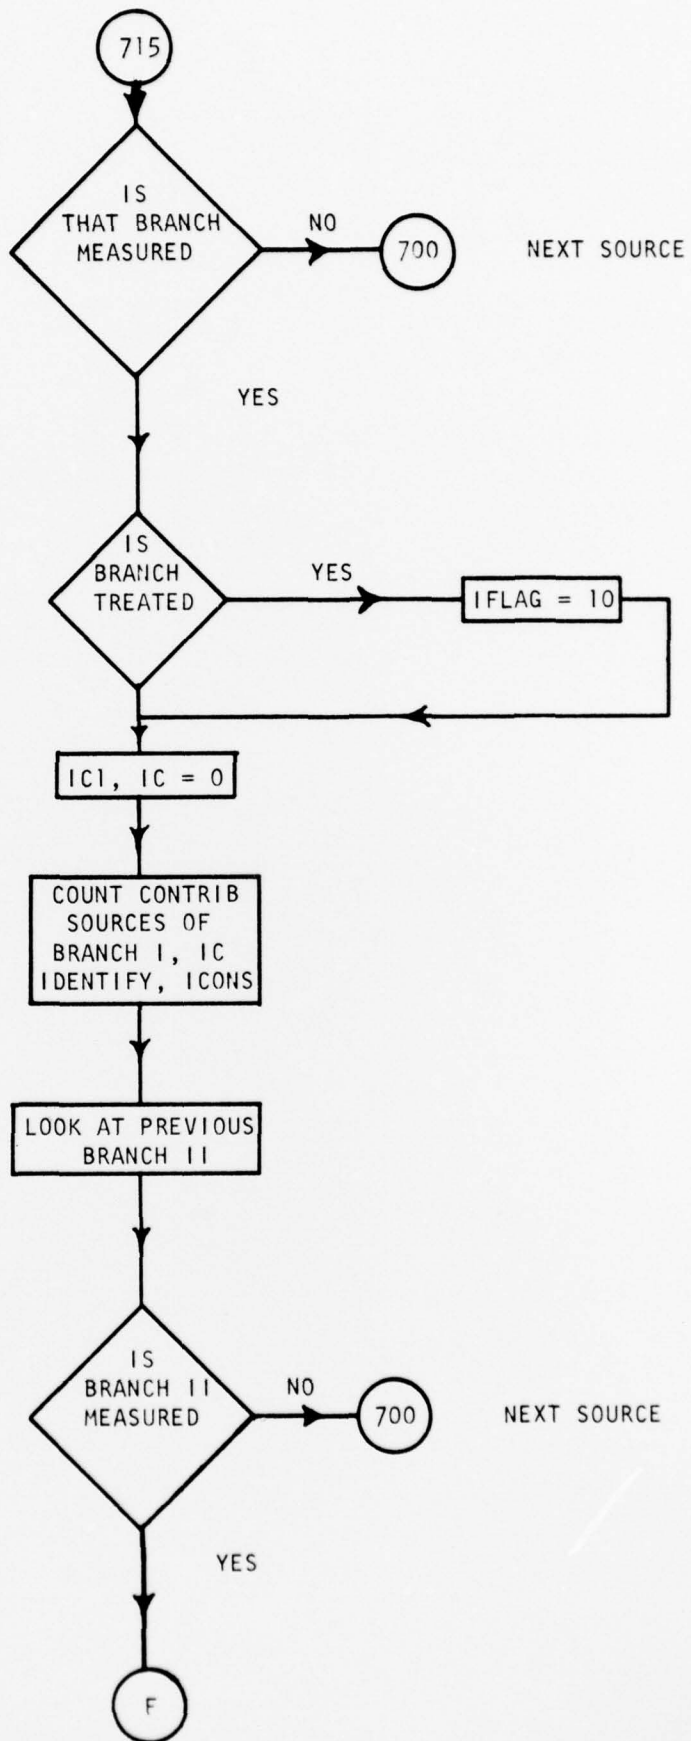 715
IS
THAT BRANCH
MEASURED
NO
700
NEXT SOURCE
YES
IS
BRANCH
TREATED
YES
IFLAG = 10
IC1, IC = 0
COUNT CONTRIB
SOURCES OF
BRANCH I, IC
IDENTIFY, ICONS
LOOK AT PREVIOUS
BRANCH II
IS
BRANCH II
MEASURED
NO
700
NEXT SOURCE
YES
F